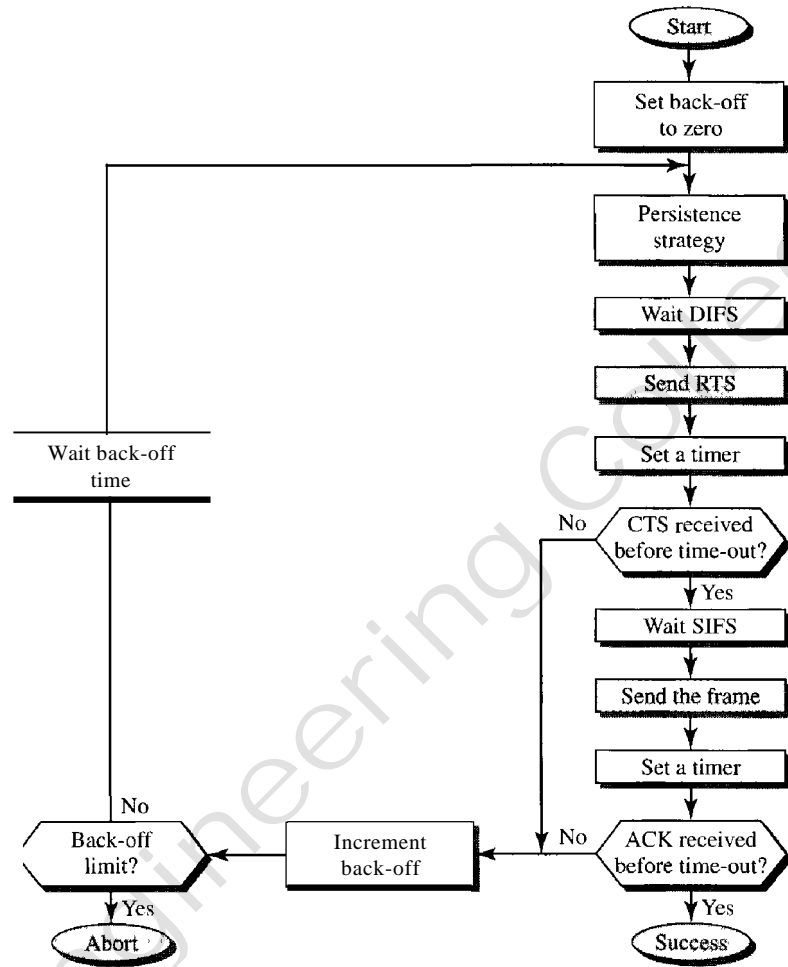 Start
Set back-off
to zero
Persistence
strategy
Wait DIFS
Send RTS
Set a timer
Wait back-off
time
No
CTS received
before time-out?
Yes
Wait SIFS
Send the frame
Set a timer
No
Back-off
limit?
Increment
back-off
No
ACK received
before time-out?
Yes
Yes
Abort
Success